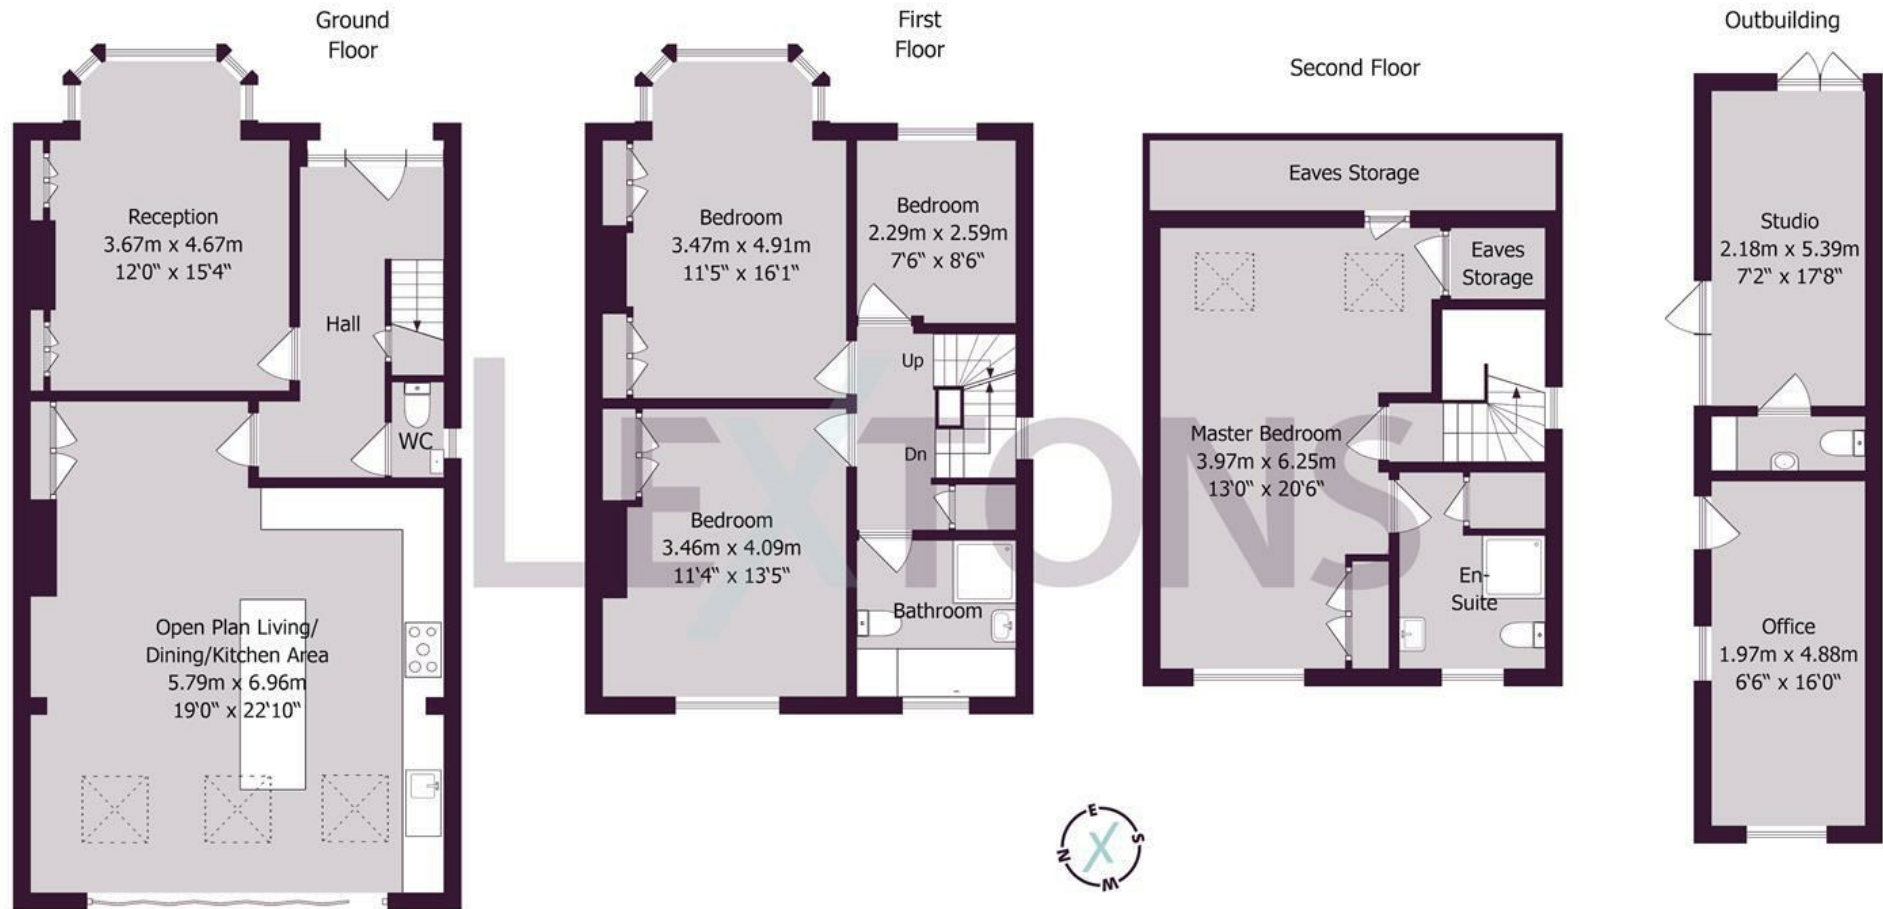 Ground
Floor
Reception
3.67m x 4.67m
12'0" x 15'4"
Hall
WC
Open Plan Living/
Dining/Kitchen Area
5.79m x 6.96m
19'0" x 22'10"
First
Floor
Bedroom
3.47m x 4.91m
11'5" x 16'1"
Bedroom
2.29m x 2.59m
7'6" x 8'6"
Up
Dn
Bedroom
3.46m x 4.09m
11'4" x 13'5"
Bathroom
Second Floor
Eaves Storage
Eaves
Storage
Master Bedroom
3.97m x 6.25m
13'0" x 20'6"
En-
Suite
Outbuilding
Studio
2.18m x 5.39m
7'2" x 17'8"
Office
1.97m x 4.88m
6'6" x 16'0"
LEXTONS
E
N
S
W
X